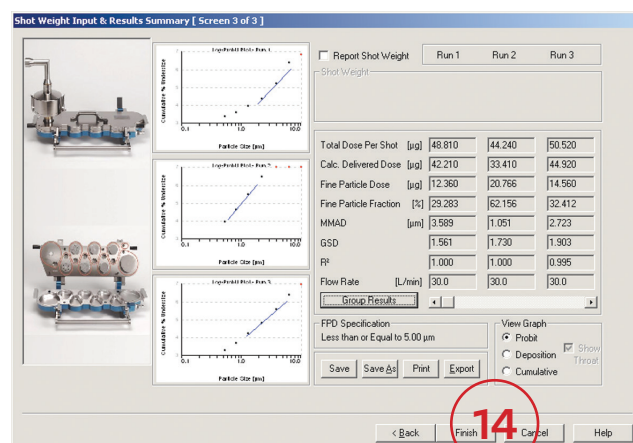 Shot Weight Input & Results Summary [ Screen 3 of 3 ]
Log-Probit Plot- Run 1
Cumulative % Undersize
0.1 1.0 10.0
Particle Size [µm]
Log-Probit Plot- Run 2
Cumulative % Undersize
0.1 1.0 10.0
Particle Size [µm]
Log-Probit Plot- Run 3
Cumulative % Undersize
0.1 1.0 10.0
Particle Size [µm]
Report Shot Weight Run 1 Run 2 Run 3
Shot Weight
Total Dose Per Shot [µg] 48.810 44.240 50.520
Calc. Delivered Dose [µg] 42.210 33.410 44.920
Fine Particle Dose [µg] 12.360 20.766 14.560
Fine Particle Fraction [%] 29.283 62.156 32.412
MMAD [µm] 3.589 1.051 2.723
GSD 1.561 1.730 1.903
R² 1.000 1.000 0.995
Flow Rate [L/min] 30.0 30.0 30.0
Group Results
FPD Specification
Less than or Equal to 5.00 µm
Save Save As Print Export
View Graph
Probit
Deposition
Cumulative
Show Throat
< Back Finish Cancel Help
14